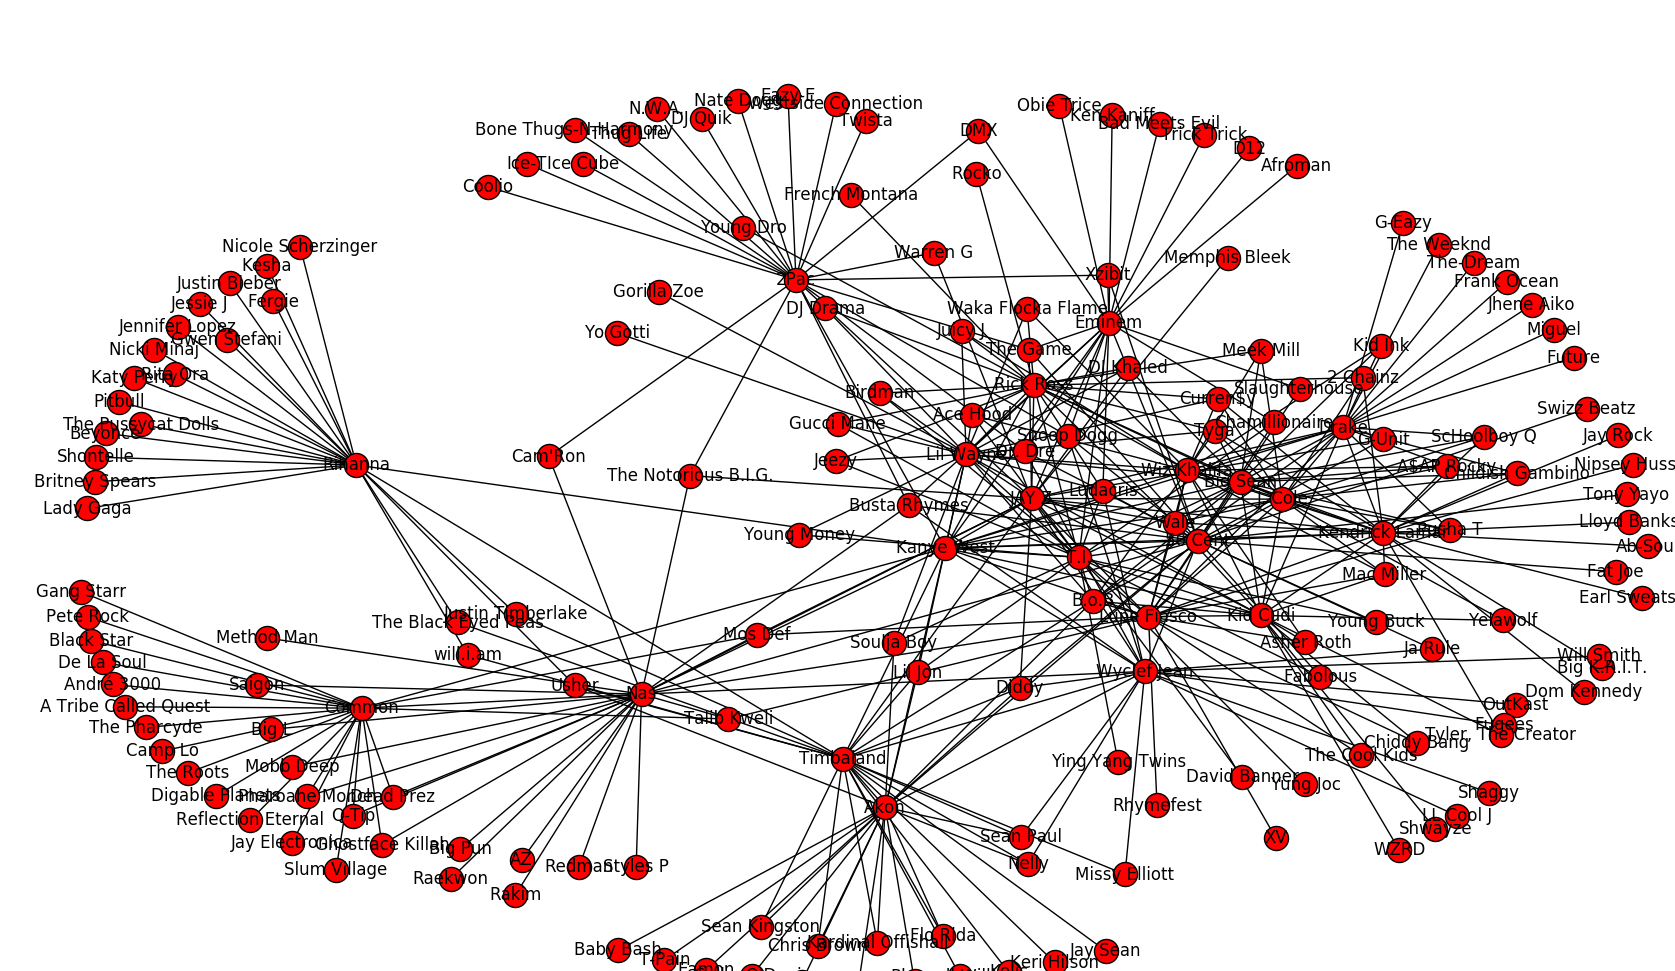 Eazy-E
Nate Dogg
Westside Connection
N.W.A.
Obie Trice
Ken Kaniff
DJ Quik
Twista
Bad Meets Evil
Bone Thugs-N-Harmony
Thug Life
DMX
Trick Trick
D12
Ice-T
Ice Cube
Afroman
Rocko
Coolio
French Montana
G-Eazy
Young Dro
Nicole Scherzinger
The Weeknd
Warren G
Memphis Bleek
Kesha
The-Dream
Xzibit
2Pac
Justin Bieber
Frank Ocean
Gorilla Zoe
Jessie J
Fergie
DJ Drama
Waka Flocka Flame
Jhene Aiko
Eminem
Jennifer Lopez
Yo Gotti
Juicy J
Miguel
Gwen Stefani
Nicki Minaj
The Game
Meek Mill
Kid Ink
Future
DJ Khaled
Katy Perry
Rita Ora
2 Chainz
Rick Ross
Slaughterhouse
Birdman
Curren$y
Pitbull
Swizz Beatz
Ace Hood
The Pussycat Dolls
Gucci Mane
Chamillionaire
Drake
Beyoncé
Tyga
Snoop Dogg
G-Unit
ScHoolboy Q
Jay Rock
Shontelle
Cam'Ron
Jeezy
Lil Wayne
Dr. Dre
Rihanna
A$AP Rocky
Nipsey Huss
Wiz Khalifa
The Notorious B.I.G.
Big Sean
Childish Gambino
Britney Spears
Ludacris
Tony Yayo
JAY Z
J. Cole
Lady Gaga
Busta Rhymes
Wale
Lloyd Banks
Young Money
Kendrick Lamar
Pusha T
50 Cent
Kanye West
Ab-Sou
T.I.
Mac Miller
Fat Joe
Gang Starr
Earl Sweats
B.o.B
Pete Rock
Justin Timberlake
Lupe Fiasco
Kid Cudi
The Black Eyed Peas
Young Buck
Yelawolf
Method Man
Mos Def
Black Star
Soulja Boy
Asher Roth
Ja Rule
will.i.am
De La Soul
Will Smith
Lil Jon
Wyclef Jean
Big K.R.I.T.
Andre 3000
Saigon
Usher
Nas
Diddy
Fabolous
Dom Kennedy
A Tribe Called Quest
Common
OutKast
Talib Kweli
The Pharcyde
Big L
Fugees
Tyler, The Creator
Chiddy Bang
Camp Lo
Timbaland
Ying Yang Twins
The Cool Kids
The Roots
Mobb Deep
David Banner
Yung Joc
Digable Planets
Pharoahe Monch
Dead Prez
Shaggy
Akon
Rhymefest
Reflection Eternal
Q-Tip
LL Cool J
Shwayze
Jay Electronica
Ghostface Killah
Big Pun
Sean Paul
XV
WZRD
Slum Village
Raekwon
AZ
Redman
Styles P
Nelly
Missy Elliott
Rakim
Sean Kingston
Baby Bash
Chris Brown
Kardinal Offishall
Flo Rida
Jay Sean
T-Pain
Keri Hilson